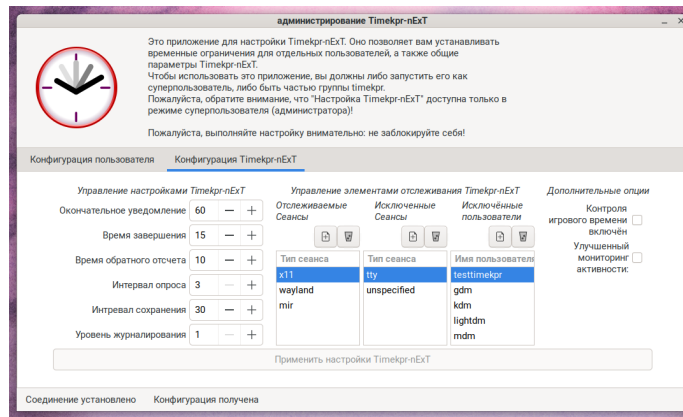 администрирование Timekpr-nExT
Это приложение для настройки Timekpr-nExT. Оно позволяет вам устанавливать
временные ограничения для отдельных пользователей, а также общие
параметры Timekpr-nExT.
Чтобы использовать это приложение, вы должны либо запустить его как
суперпользователь, либо быть частью группы timekpr.
Пожалуйста, обратите внимание, что "Настройка Timekpr-nExT" доступна только в
режиме суперпользователя (администратора)!
Пожалуйста, выполняйте настройку внимательно: не заблокируйте себя!
Конфигурация пользователя Конфигурация Timekpr-nExT
Управление настройками Timekpr-nExT
Окончательное уведомление 60
Время завершения 15
Время обратного отсчета 10
Интервал опроса 3
Интревал сохранения 30
Уровень журналирования 1
Управление элементами отслеживания Timekpr-nExT
Отслеживаемые
Сеансы
Тип сеанса
x11
wayland
mir
Исключенные
Сеансы
Тип сеанса
tty
unspecified
Исключённые
пользователи
Имя пользователя
testtimekpr
gdm
kdm
lightdm
mdm
Дополнительные опции
Контроля
игрового времени
включён
Улучшенный
мониторинг
активности:
Применить настройки Timekpr-nExT
Соединение установлено Конфигурация получена